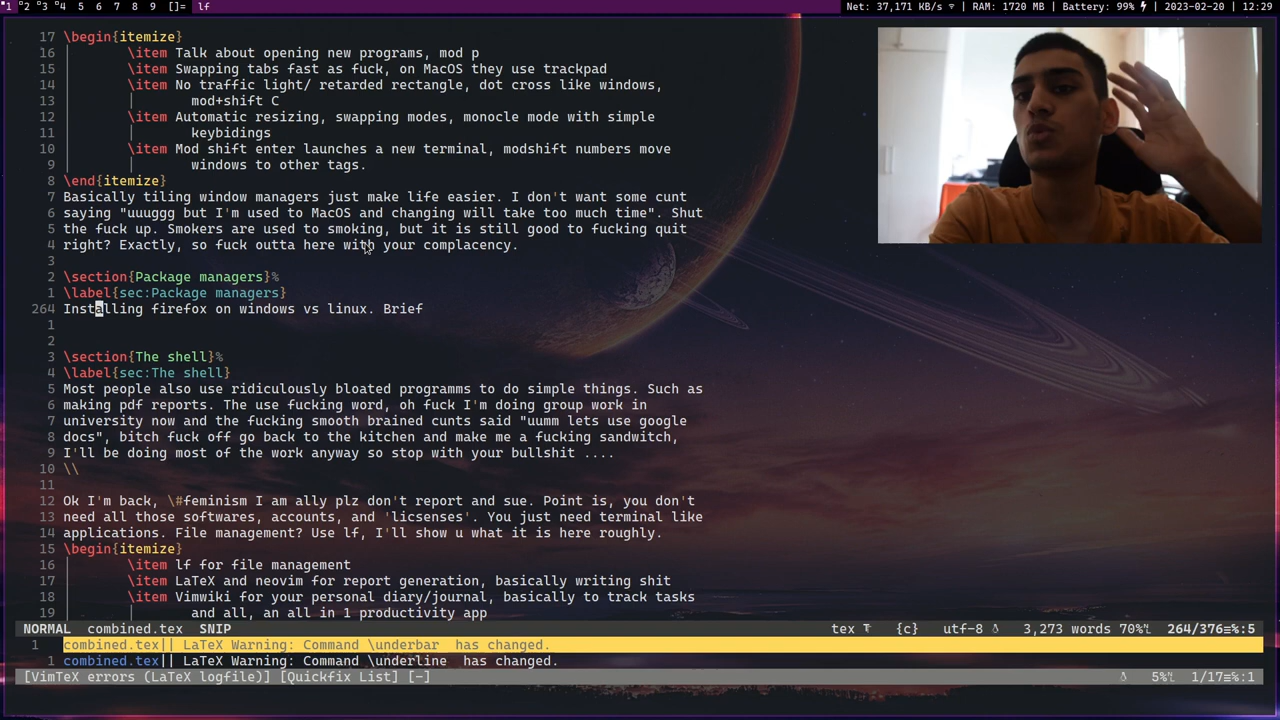 1 2 3 4 5 6 7 8 9 []= lf Net: 37,171 KB/s | RAM: 1720 MB | Battery: 99% | 2023-02-20 | 12:29
17 \begin{itemize}
16 \item Talk about opening new programs, mod p
15 \item Swapping tabs fast as fuck, on MacOS they use trackpad
14 \item No traffic light/ retarded rectangle, dot cross like windows,
13 mod+shift C
12 \item Automatic resizing, swapping modes, monocle mode with simple
11 keybidings
10 \item Mod shift enter launches a new terminal, modshift numbers move
9 windows to other tags.
8 \end{itemize}
7 Basically tiling window managers just make life easier. I don't want some cunt
6 saying "uuuggg but I'm used to MacOS and changing will take too much time". Shut
5 the fuck up. Smokers are used to smoking, but it is still good to fucking quit
4 right? Exactly, so fuck outta here with your complacency.
3
2 \section{Package managers}%
1 \label{sec:Package managers}
264 Installing firefox on windows vs linux. Brief
1
2
3 \section{The shell}%
4 \label{sec:The shell}
5 Most people also use ridiculously bloated programms to do simple things. Such as
6 making pdf reports. The use fucking word, oh fuck I'm doing group work in
7 university now and the fucking smooth brained cunts said "uumm lets use google
8 docs", bitch fuck off go back to the kitchen and make me a fucking sandwitch,
9 I'll be doing most of the work anyway so stop with your bullshit ....
10 \\
11
12 Ok I'm back, \#feminism I am ally plz don't report and sue. Point is, you don't
13 need all those softwares, accounts, and 'licsenses'. You just need terminal like
14 applications. File management? Use lf, I'll show u what it is here roughly.
15 \begin{itemize}
16 \item lf for file management
17 \item LaTeX and neovim for report generation, basically writing shit
18 \item Vimwiki for your personal diary/journal, basically to track tasks
19 and all, an all in 1 productivity app
NORMAL combined.tex SNIP tex {c} utf-8 3,273 words 70% 264/376≡%:5
1 combined.tex|| LaTeX Warning: Command \underbar has changed.
1 combined.tex|| LaTeX Warning: Command \underline has changed.
[VimTeX errors (LaTeX logfile)] [Quickfix List] [-] 5% 1/17≡%:1